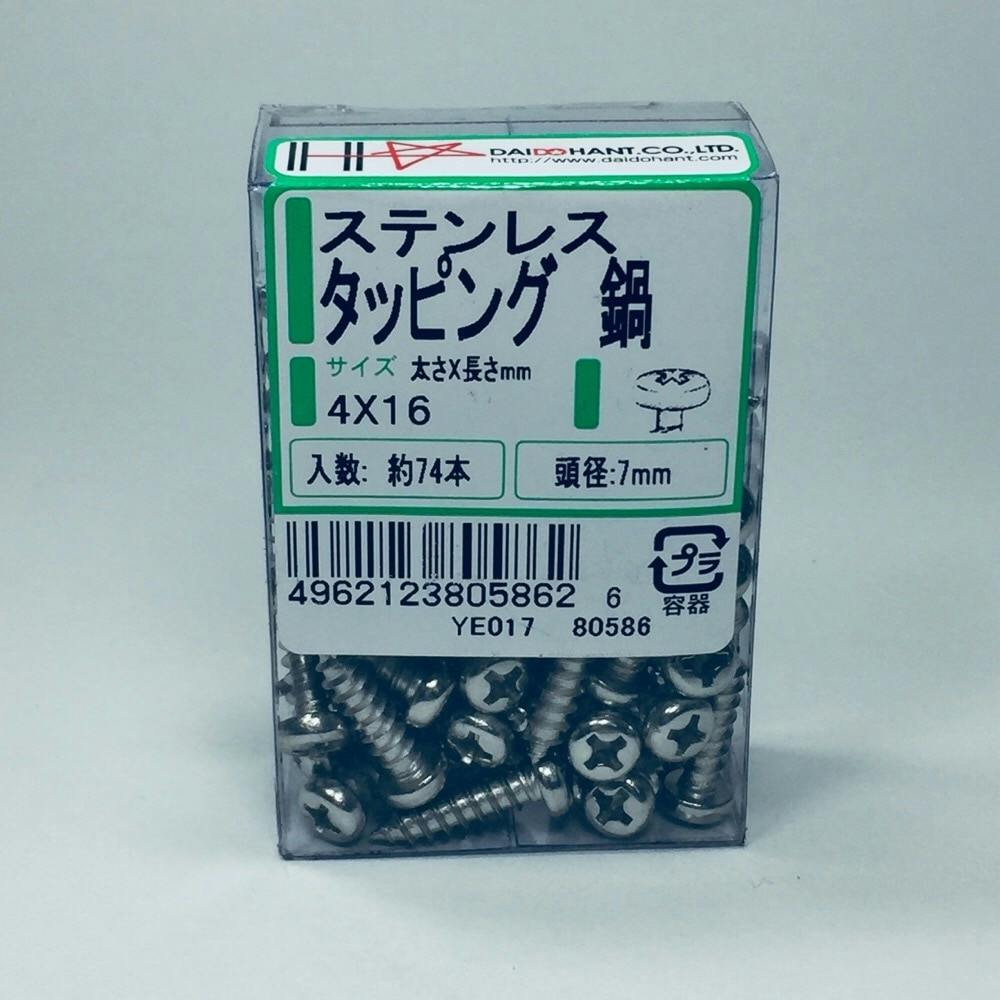 DAIDOHANT.CO.,LTD.
http://www.daidohant.com
ステンレス
タッピング 鍋
サイズ 太さX長さmm
4X16
入数: 約74本 頭径:7mm
4962123805862 6
プラ
容器
YE017 80586